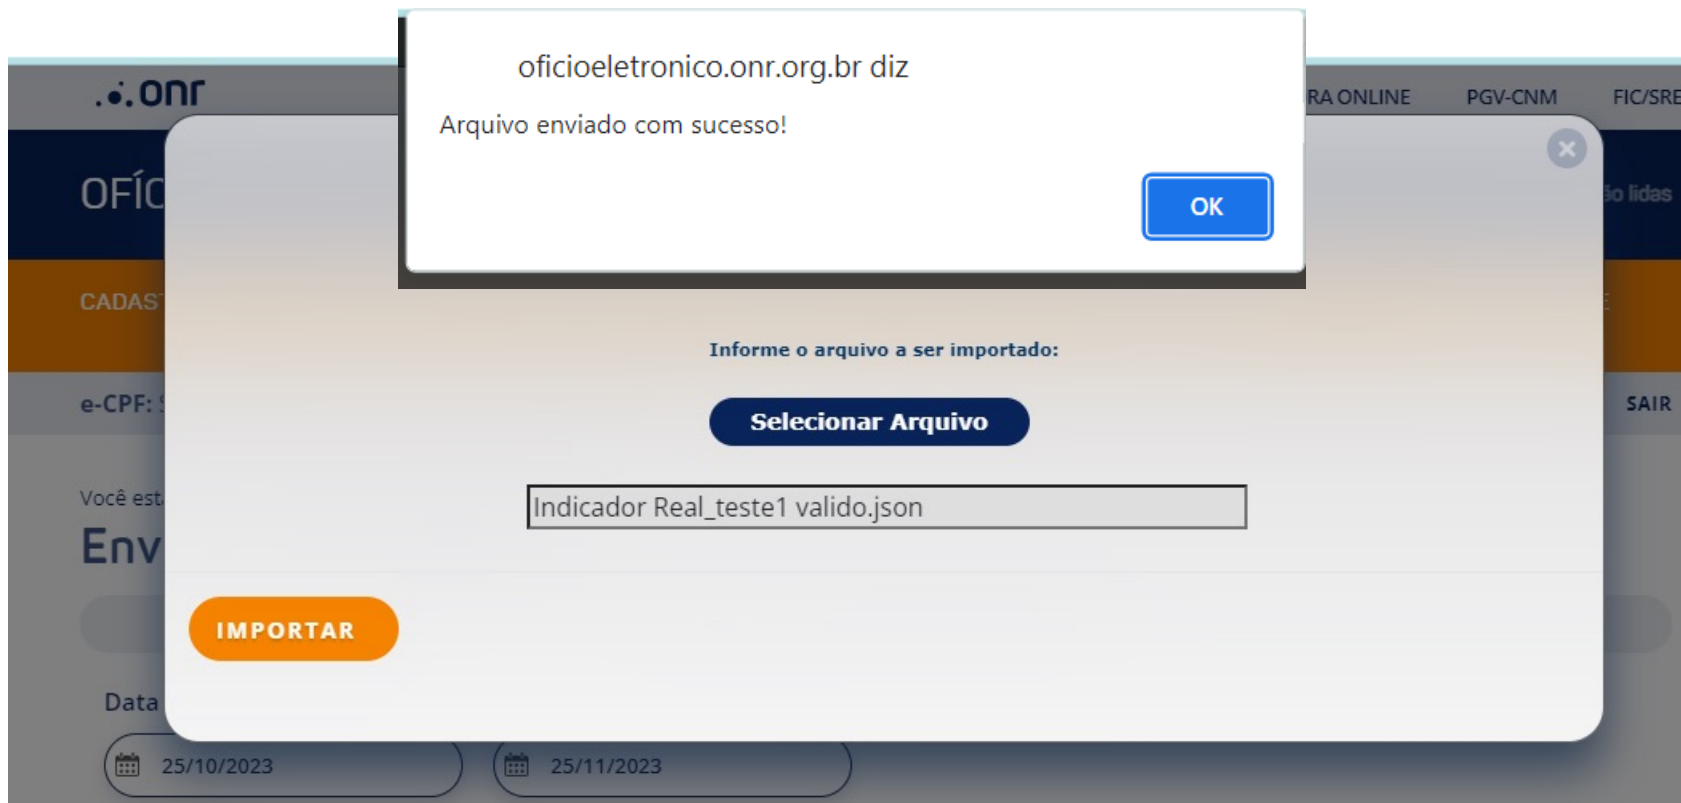 oficioeletronico.onr.org.br diz
Arquivo enviado com sucesso!
OK
onr
RA ONLINE PGV-CNM FIC/SRE
OFÍC
ão lidas
CADAS
e-CPF:
SAIR
Informe o arquivo a ser importado:
Selecionar Arquivo
Você est
Indicador Real_teste1 valido.json
Env
IMPORTAR
Data
25/10/2023 25/11/2023